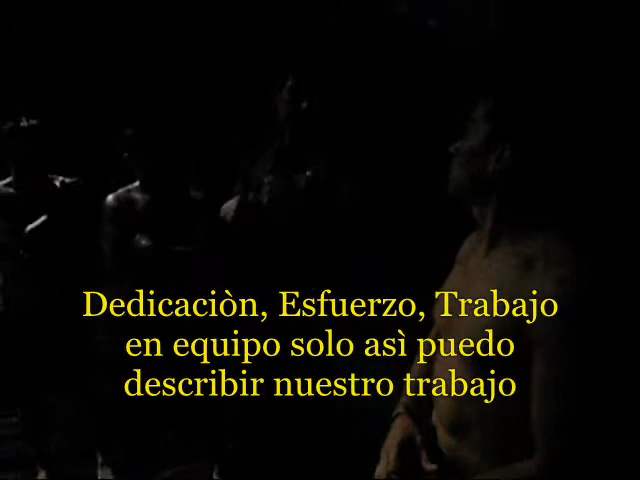 Dedicaciòn, Esfuerzo, Trabajo
en equipo solo asì puedo
describir nuestro trabajo